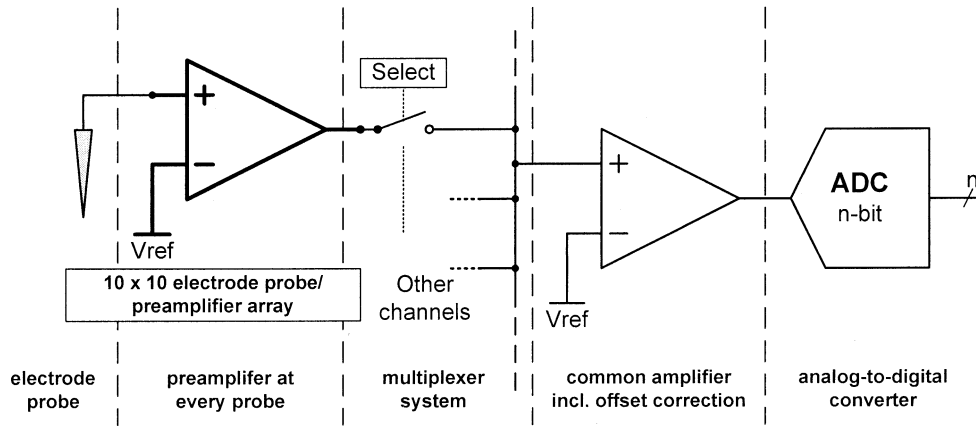 Select
+
−
Vref
10 x 10 electrode probe/
preamplifier array
Other
channels
+
−
Vref
ADC
n-bit
n
electrode
probe
preamplifer at
every probe
multiplexer
system
common amplifier
incl. offset correction
analog-to-digital
converter